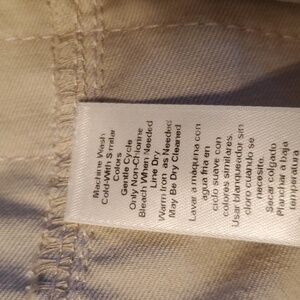 Machine Wash
Cold-With Similar
Colors
Gentle Cycle
Only Non-Chlorine
Bleach When Needed
Line Dry
Warm Iron as Needed
May Be Dry Cleaned
Lavar a máquina con
agua fria en
ciclo suave con
colores similares.
Usar blanqueador sin
cloro cuando se
necesite.
Secar colgado
Planchar a baja
temperatura